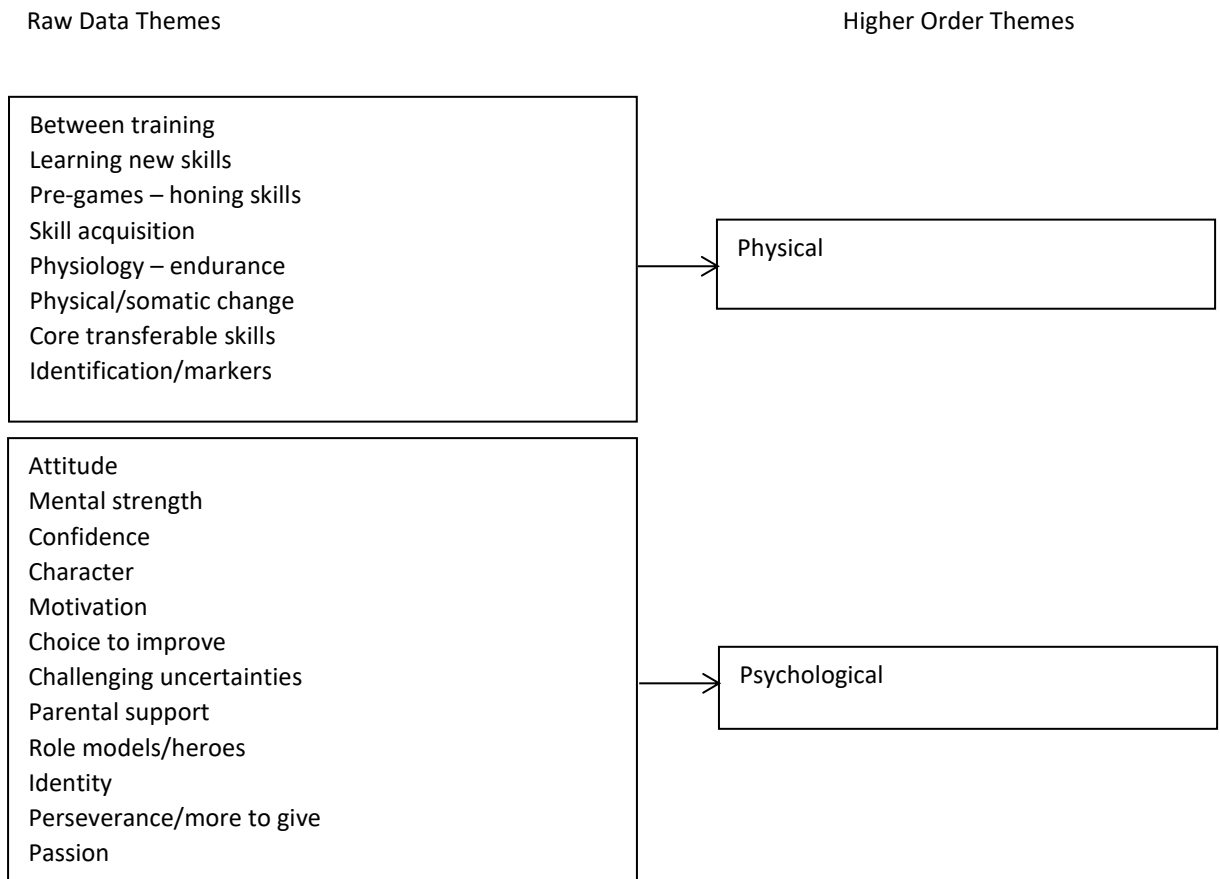 Raw Data Themes
Higher Order Themes
Between training
Learning new skills
Pre-games – honing skills
Skill acquisition
Physiology – endurance
Physical/somatic change
Core transferable skills
Identification/markers
Physical
Attitude
Mental strength
Confidence
Character
Motivation
Choice to improve
Challenging uncertainties
Parental support
Role models/heroes
Identity
Perseverance/more to give
Passion
Psychological